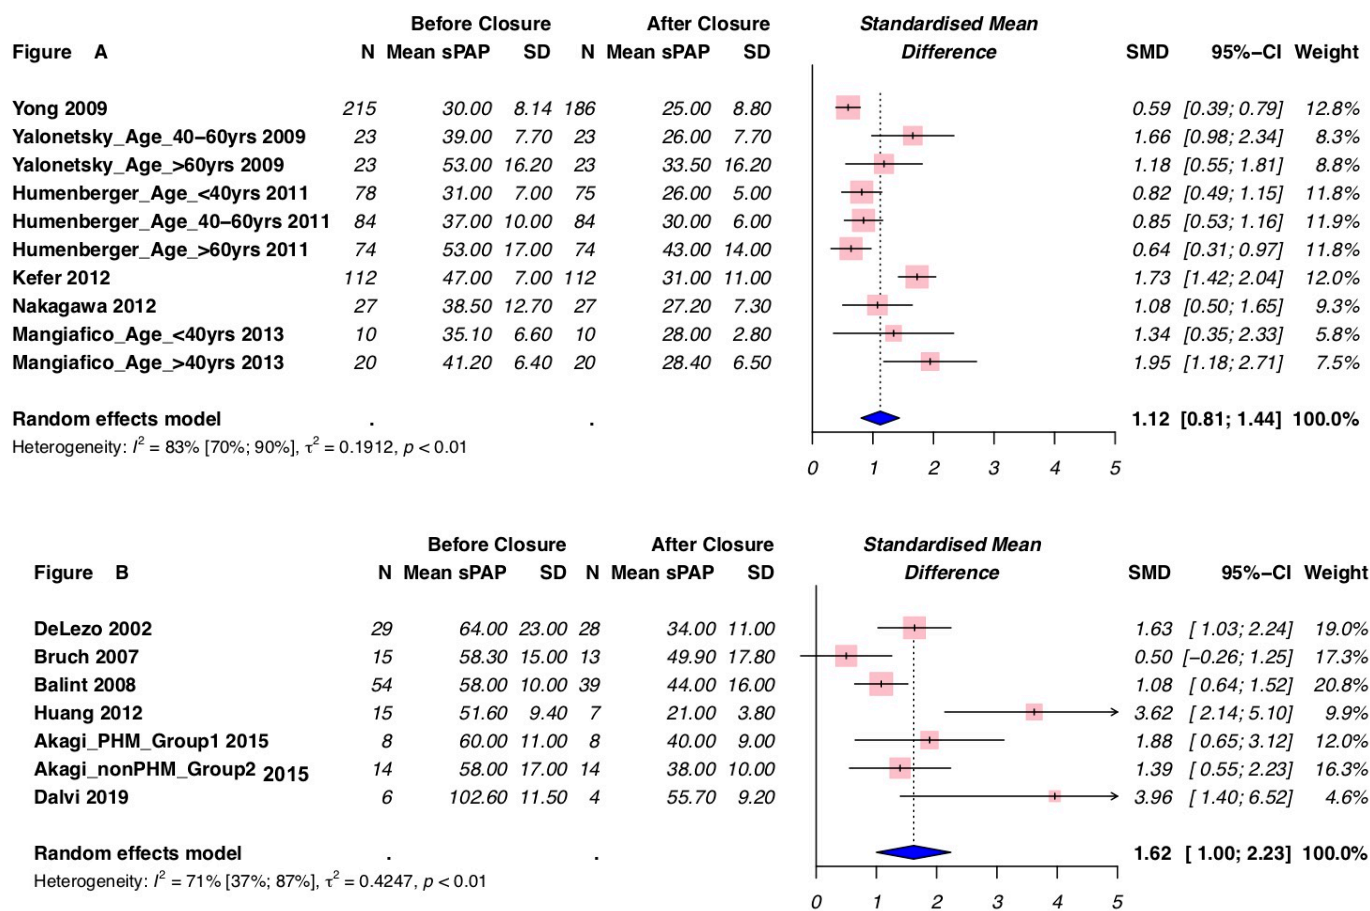 Before Closure After Closure Standardised Mean
Figure A N Mean sPAP SD N Mean sPAP SD Difference SMD 95%−CI Weight
Yong 2009 215 30.00 8.14 186 25.00 8.80 0.59 [0.39; 0.79] 12.8%
Yalonetsky_Age_40−60yrs 2009 23 39.00 7.70 23 26.00 7.70 1.66 [0.98; 2.34] 8.3%
Yalonetsky_Age_>60yrs 2009 23 53.00 16.20 23 33.50 16.20 1.18 [0.55; 1.81] 8.8%
Humenberger_Age_<40yrs 2011 78 31.00 7.00 75 26.00 5.00 0.82 [0.49; 1.15] 11.8%
Humenberger_Age_40−60yrs 2011 84 37.00 10.00 84 30.00 6.00 0.85 [0.53; 1.16] 11.9%
Humenberger_Age_>60yrs 2011 74 53.00 17.00 74 43.00 14.00 0.64 [0.31; 0.97] 11.8%
Kefer 2012 112 47.00 7.00 112 31.00 11.00 1.73 [1.42; 2.04] 12.0%
Nakagawa 2012 27 38.50 12.70 27 27.20 7.30 1.08 [0.50; 1.65] 9.3%
Mangiafico_Age_<40yrs 2013 10 35.10 6.60 10 28.00 2.80 1.34 [0.35; 2.33] 5.8%
Mangiafico_Age_>40yrs 2013 20 41.20 6.40 20 28.40 6.50 1.95 [1.18; 2.71] 7.5%
Random effects model . . 1.12 [0.81; 1.44] 100.0%
Heterogeneity: I² = 83% [70%; 90%], τ² = 0.1912, p < 0.01
0 1 2 3 4 5
Before Closure After Closure Standardised Mean
Figure B N Mean sPAP SD N Mean sPAP SD Difference SMD 95%−CI Weight
DeLezo 2002 29 64.00 23.00 28 34.00 11.00 1.63 [ 1.03; 2.24] 19.0%
Bruch 2007 15 58.30 15.00 13 49.90 17.80 0.50 [−0.26; 1.25] 17.3%
Balint 2008 54 58.00 10.00 39 44.00 16.00 1.08 [ 0.64; 1.52] 20.8%
Huang 2012 15 51.60 9.40 7 21.00 3.80 3.62 [ 2.14; 5.10] 9.9%
Akagi_PHM_Group1 2015 8 60.00 11.00 8 40.00 9.00 1.88 [ 0.65; 3.12] 12.0%
Akagi_nonPHM_Group2 2015 14 58.00 17.00 14 38.00 10.00 1.39 [ 0.55; 2.23] 16.3%
Dalvi 2019 6 102.60 11.50 4 55.70 9.20 3.96 [ 1.40; 6.52] 4.6%
Random effects model . . 1.62 [ 1.00; 2.23] 100.0%
Heterogeneity: I² = 71% [37%; 87%], τ² = 0.4247, p < 0.01
0 1 2 3 4 5